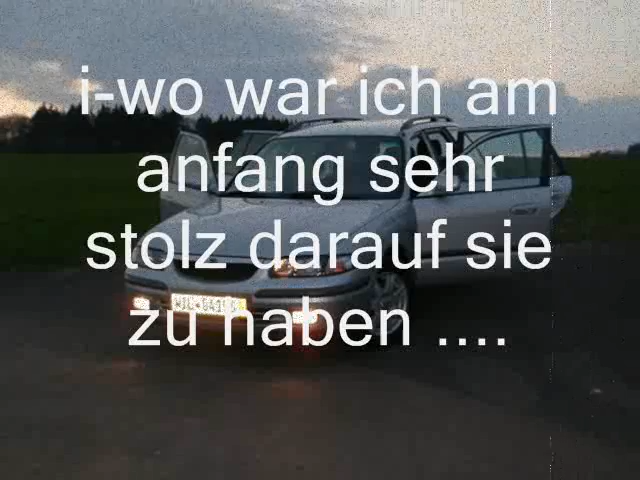 i-wo war ich am
anfang sehr
stolz darauf sie
zu haben ....